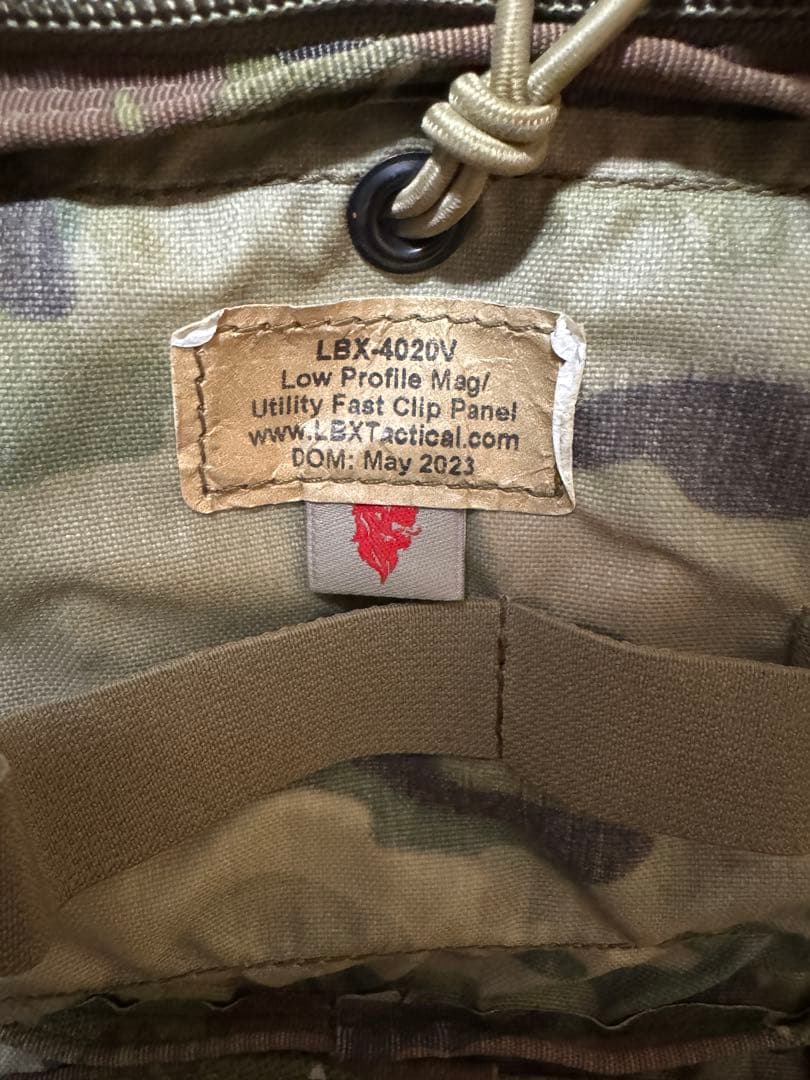 LBX-4020V
Low Profile Mag/
Utility Fast Clip Panel
www.LBXTactical.com
DOM: May 2023